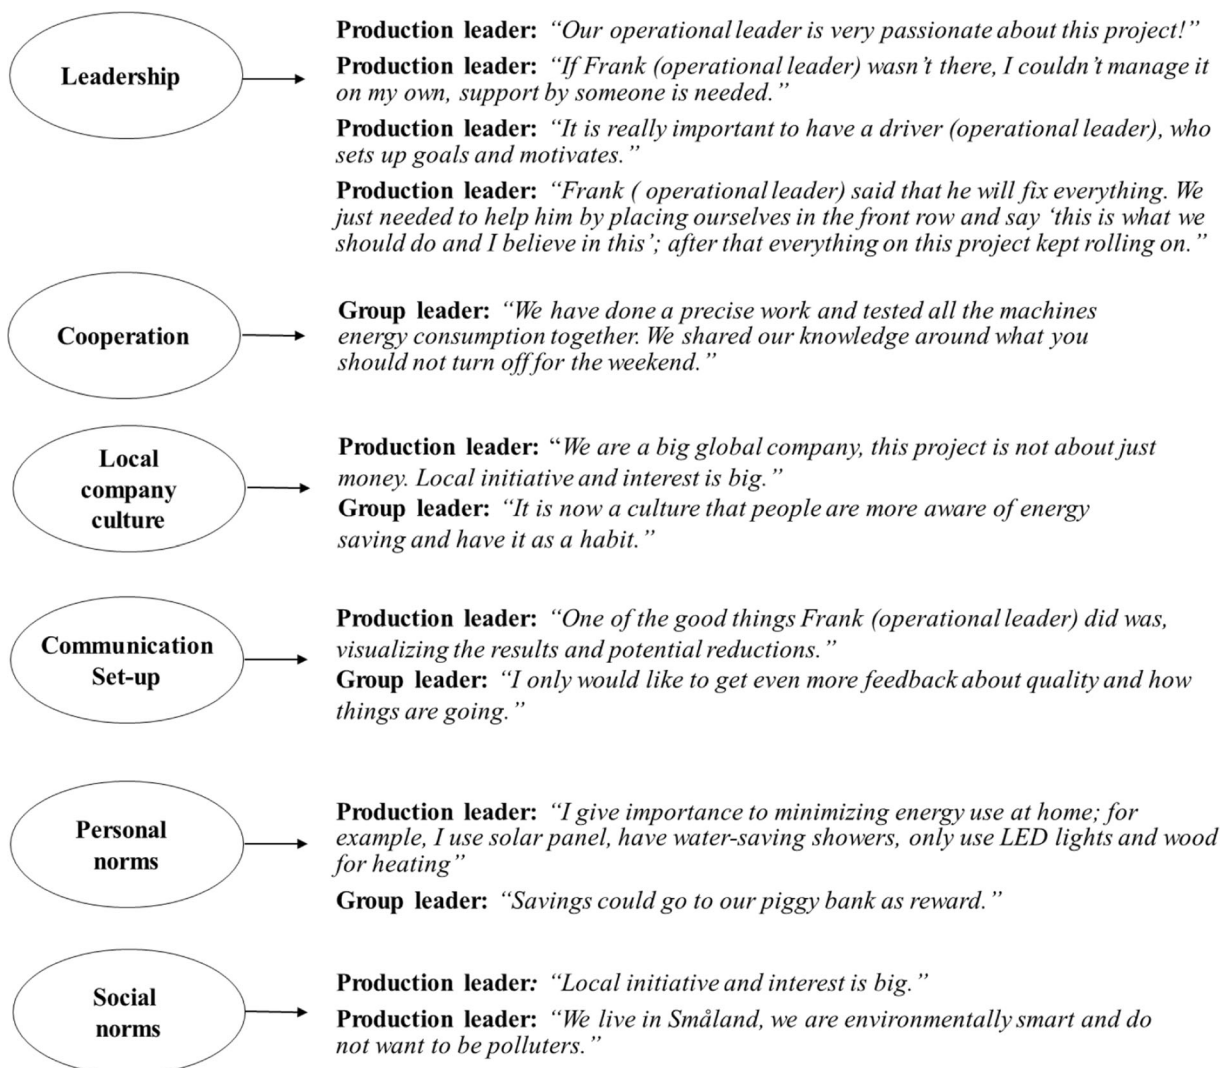 Leadership
Production leader: “Our operational leader is very passionate about this project!”
Production leader: “If Frank (operational leader) wasn’t there, I couldn’t manage it
on my own, support by someone is needed.”
Production leader: “It is really important to have a driver (operational leader), who
sets up goals and motivates.”
Production leader: “Frank ( operational leader) said that he will fix everything. We
just needed to help him by placing ourselves in the front row and say ‘this is what we
should do and I believe in this’; after that everything on this project kept rolling on.”
Cooperation
Group leader: “We have done a precise work and tested all the machines
energy consumption together. We shared our knowledge around what you
should not turn off for the weekend.”
Local
company
culture
Production leader: “We are a big global company, this project is not about just
money. Local initiative and interest is big.”
Group leader: “It is now a culture that people are more aware of energy
saving and have it as a habit.”
Communication
Set-up
Production leader: “One of the good things Frank (operational leader) did was,
visualizing the results and potential reductions.”
Group leader: “I only would like to get even more feedback about quality and how
things are going.”
Personal
norms
Production leader: “I give importance to minimizing energy use at home; for
example, I use solar panel, have water-saving showers, only use LED lights and wood
for heating”
Group leader: “Savings could go to our piggy bank as reward.”
Social
norms
Production leader: “Local initiative and interest is big.”
Production leader: “We live in Småland, we are environmentally smart and do
not want to be polluters.”